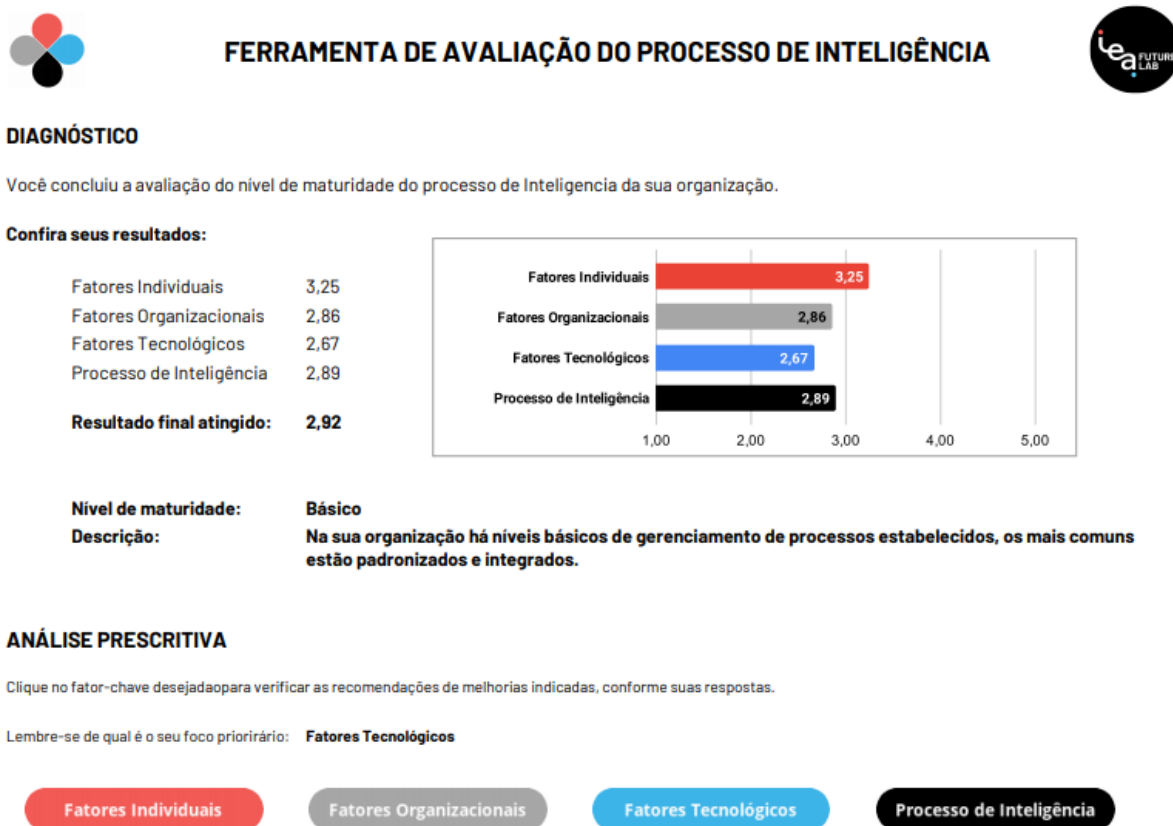 FERRAMENTA DE AVALIAÇÃO DO PROCESSO DE INTELIGÊNCIA
iea FUTURE LAB
DIAGNÓSTICO
Você concluiu a avaliação do nível de maturidade do processo de Inteligencia da sua organização.
Confira seus resultados:
Fatores Individuais 3,25
Fatores Organizacionais 2,86
Fatores Tecnológicos 2,67
Processo de Inteligência 2,89
Resultado final atingido: 2,92
Fatores Individuais 3,25
Fatores Organizacionais 2,86
Fatores Tecnológicos 2,67
Processo de Inteligência 2,89
1,00 2,00 3,00 4,00 5,00
Nível de maturidade: Básico
Descrição: Na sua organização há níveis básicos de gerenciamento de processos estabelecidos, os mais comuns
estão padronizados e integrados.
ANÁLISE PRESCRITIVA
Clique no fator-chave desejadaopara verificar as recomendações de melhorias indicadas, conforme suas respostas.
Lembre-se de qual é o seu foco priorirário: Fatores Tecnológicos
Fatores Individuais Fatores Organizacionais Fatores Tecnológicos Processo de Inteligência